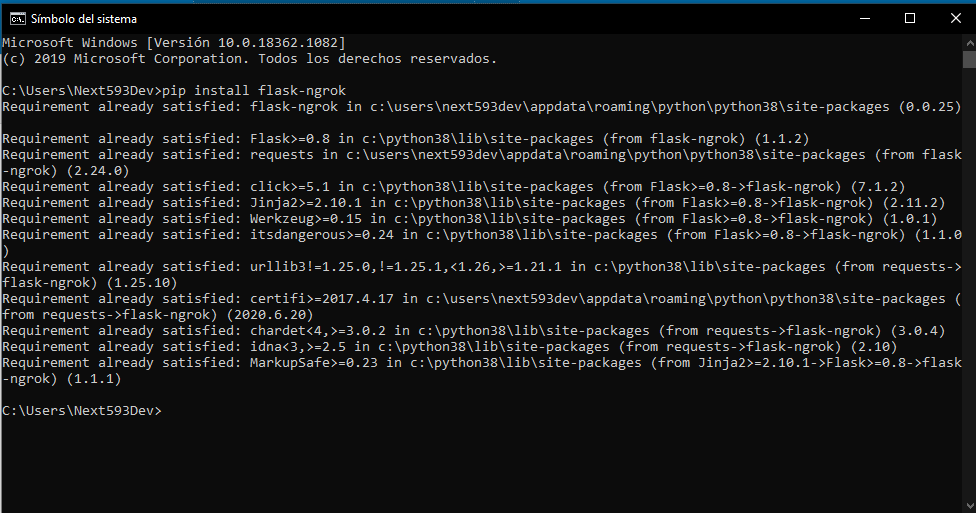 Símbolo del sistema
Microsoft Windows [Versión 10.0.18362.1082]
(c) 2019 Microsoft Corporation. Todos los derechos reservados.
C:\Users\Next593Dev>pip install flask-ngrok
Requirement already satisfied: flask-ngrok in c:\users\next593dev\appdata\roaming\python\python38\site-packages (0.0.25)
Requirement already satisfied: Flask>=0.8 in c:\python38\lib\site-packages (from flask-ngrok) (1.1.2)
Requirement already satisfied: requests in c:\users\next593dev\appdata\roaming\python\python38\site-packages (from flask
-ngrok) (2.24.0)
Requirement already satisfied: click>=5.1 in c:\python38\lib\site-packages (from Flask>=0.8->flask-ngrok) (7.1.2)
Requirement already satisfied: Jinja2>=2.10.1 in c:\python38\lib\site-packages (from Flask>=0.8->flask-ngrok) (2.11.2)
Requirement already satisfied: Werkzeug>=0.15 in c:\python38\lib\site-packages (from Flask>=0.8->flask-ngrok) (1.0.1)
Requirement already satisfied: itsdangerous>=0.24 in c:\python38\lib\site-packages (from Flask>=0.8->flask-ngrok) (1.1.0
)
Requirement already satisfied: urllib3!=1.25.0,!=1.25.1,<1.26,>=1.21.1 in c:\python38\lib\site-packages (from requests->
flask-ngrok) (1.25.10)
Requirement already satisfied: certifi>=2017.4.17 in c:\users\next593dev\appdata\roaming\python\python38\site-packages (
from requests->flask-ngrok) (2020.6.20)
Requirement already satisfied: chardet<4,>=3.0.2 in c:\python38\lib\site-packages (from requests->flask-ngrok) (3.0.4)
Requirement already satisfied: idna<3,>=2.5 in c:\python38\lib\site-packages (from requests->flask-ngrok) (2.10)
Requirement already satisfied: MarkupSafe>=0.23 in c:\python38\lib\site-packages (from Jinja2>=2.10.1->Flask>=0.8->flask
-ngrok) (1.1.1)
C:\Users\Next593Dev>